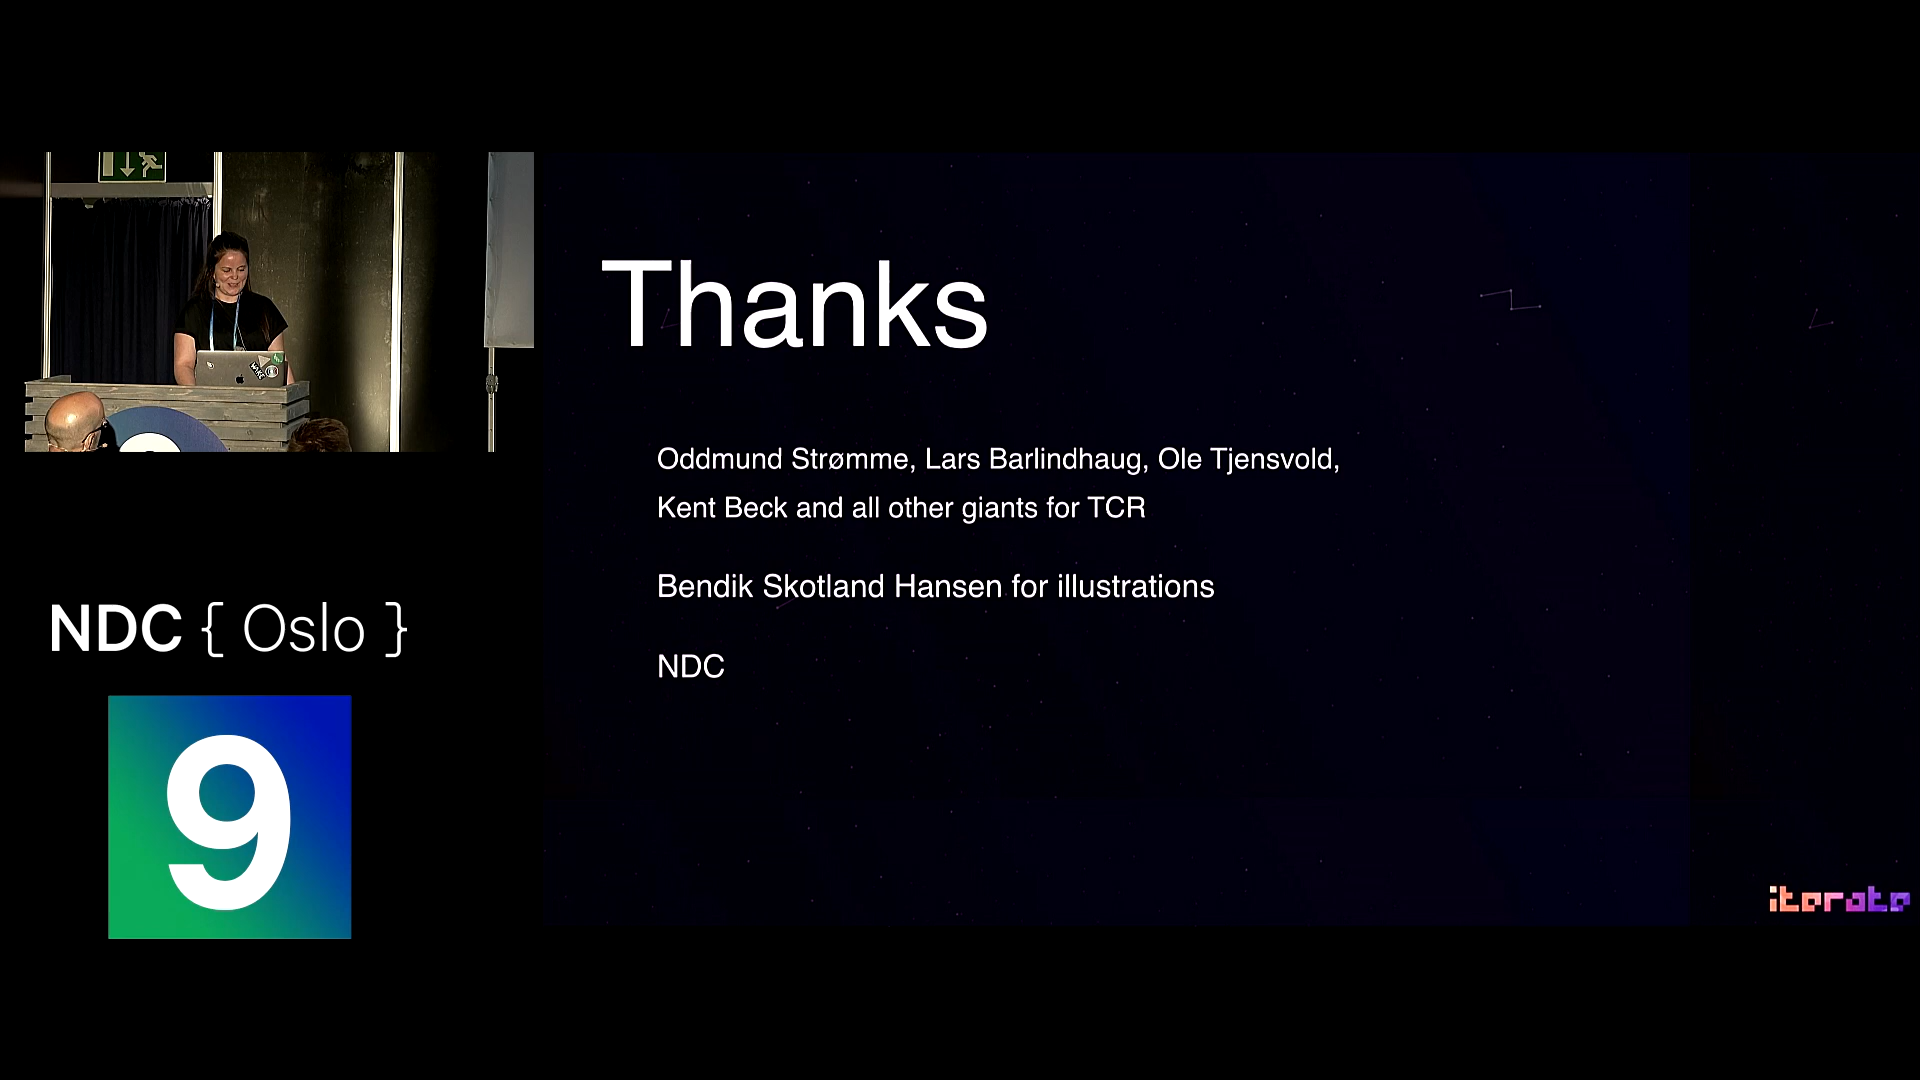 Thanks
Oddmund Strømme, Lars Barlindhaug, Ole Tjensvold,
Kent Beck and all other giants for TCR
Bendik Skotland Hansen for illustrations
NDC
NDC { Oslo }
9
iterate